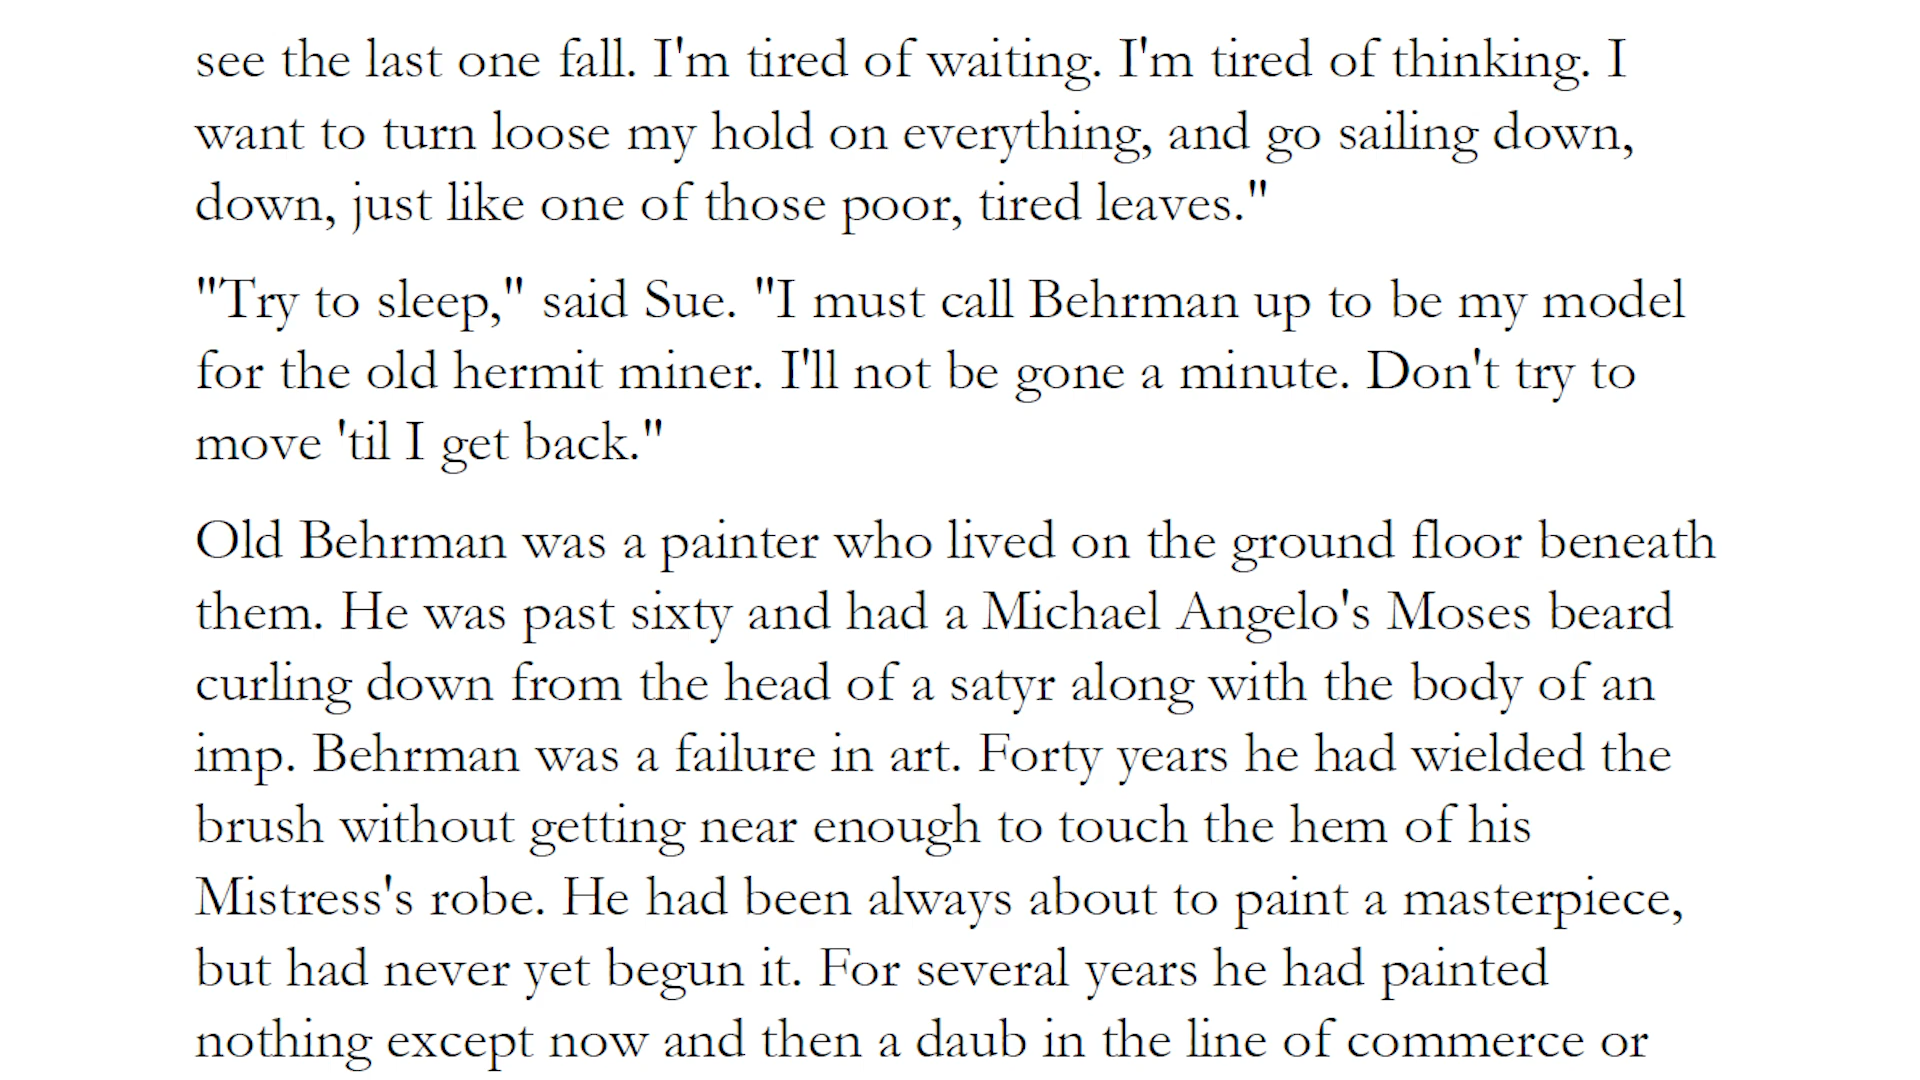 see the last one fall. I'm tired of waiting. I'm tired of thinking. I
want to turn loose my hold on everything, and go sailing down,
down, just like one of those poor, tired leaves."
"Try to sleep," said Sue. "I must call Behrman up to be my model
for the old hermit miner. I'll not be gone a minute. Don't try to
move 'til I get back."
Old Behrman was a painter who lived on the ground floor beneath
them. He was past sixty and had a Michael Angelo's Moses beard
curling down from the head of a satyr along with the body of an
imp. Behrman was a failure in art. Forty years he had wielded the
brush without getting near enough to touch the hem of his
Mistress's robe. He had been always about to paint a masterpiece,
but had never yet begun it. For several years he had painted
nothing except now and then a daub in the line of commerce or